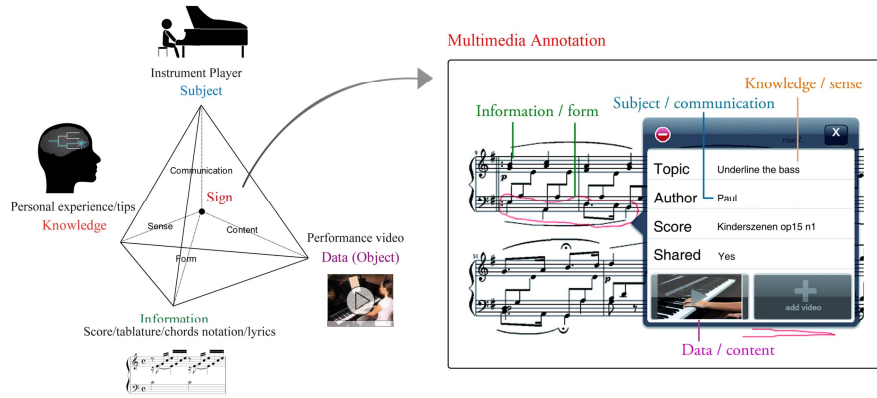 Instrument Player
Subject
Communication
Sign
Personal experience/tips
Knowledge
Sense
Content
Performance video
Data (Object)
Form
Information
Score/tablature/chords notation/lyrics
Multimedia Annotation
Knowledge / sense
Information / form
Subject / communication
X
9
p
Topic
Underline the bass
Author
Paul
Score
Kinderszenen op15 n1
Shared
Yes
14
add video
Data / content